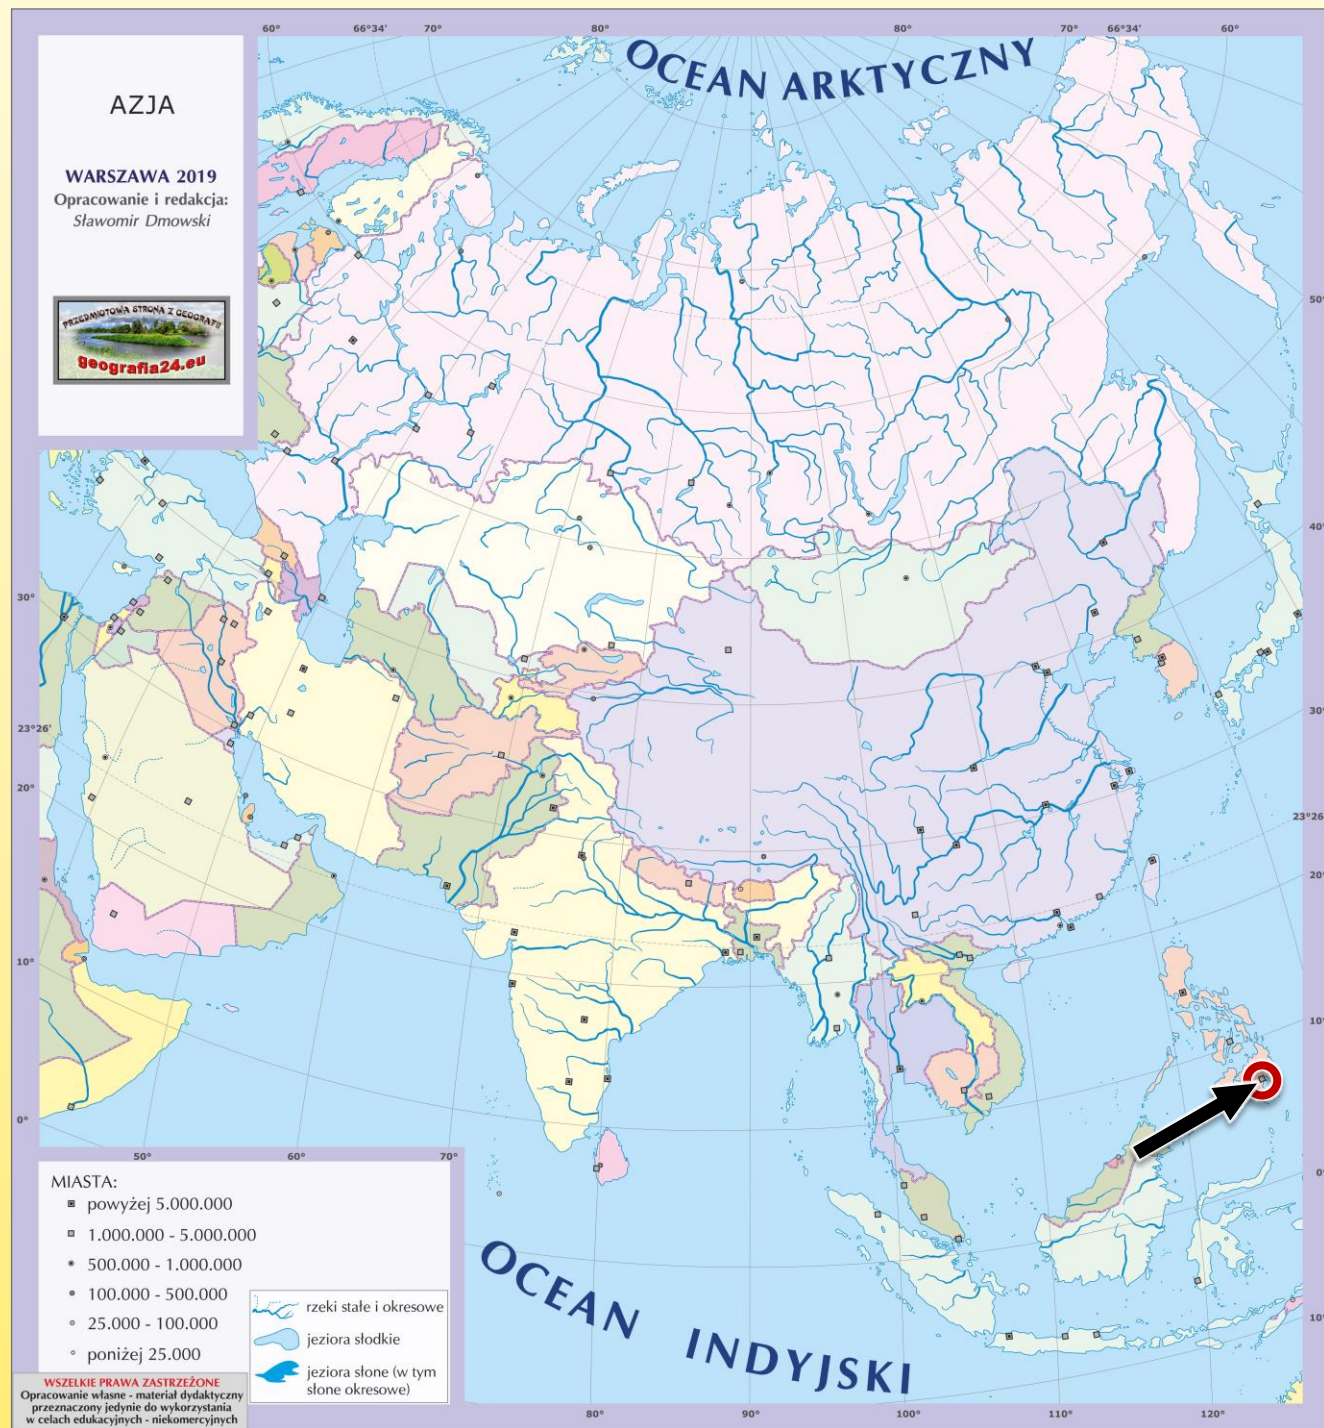 60°
66°34'
70°
80°
80°
70°
66°34'
60°
AZJA
WARSZAWA 2019
Opracowanie i redakcja:
Sławomir Dmowski
PRZEDMIOTOWA STRONA Z GEOGRAFII
geografia24.eu
OCEAN ARKTYCZNY
50°
40°
30°
30°
23°26'
20°
23°26'
20°
10°
10°
0°
0°
10°
50°
60°
70°
MIASTA:
powyżej 5.000.000
1.000.000 - 5.000.000
500.000 - 1.000.000
100.000 - 500.000
25.000 - 100.000
poniżej 25.000
rzeki stałe i okresowe
jeziora słodkie
jeziora słone (w tym
słone okresowe)
OCEAN INDYJSKI
WSZELKIE PRAWA ZASTRZEŻONE
Opracowanie własne - materiał dydaktyczny
przeznaczony jedynie do wykorzystania
w celach edukacyjnych - niekomercyjnych
80°
90°
100°
110°
120°